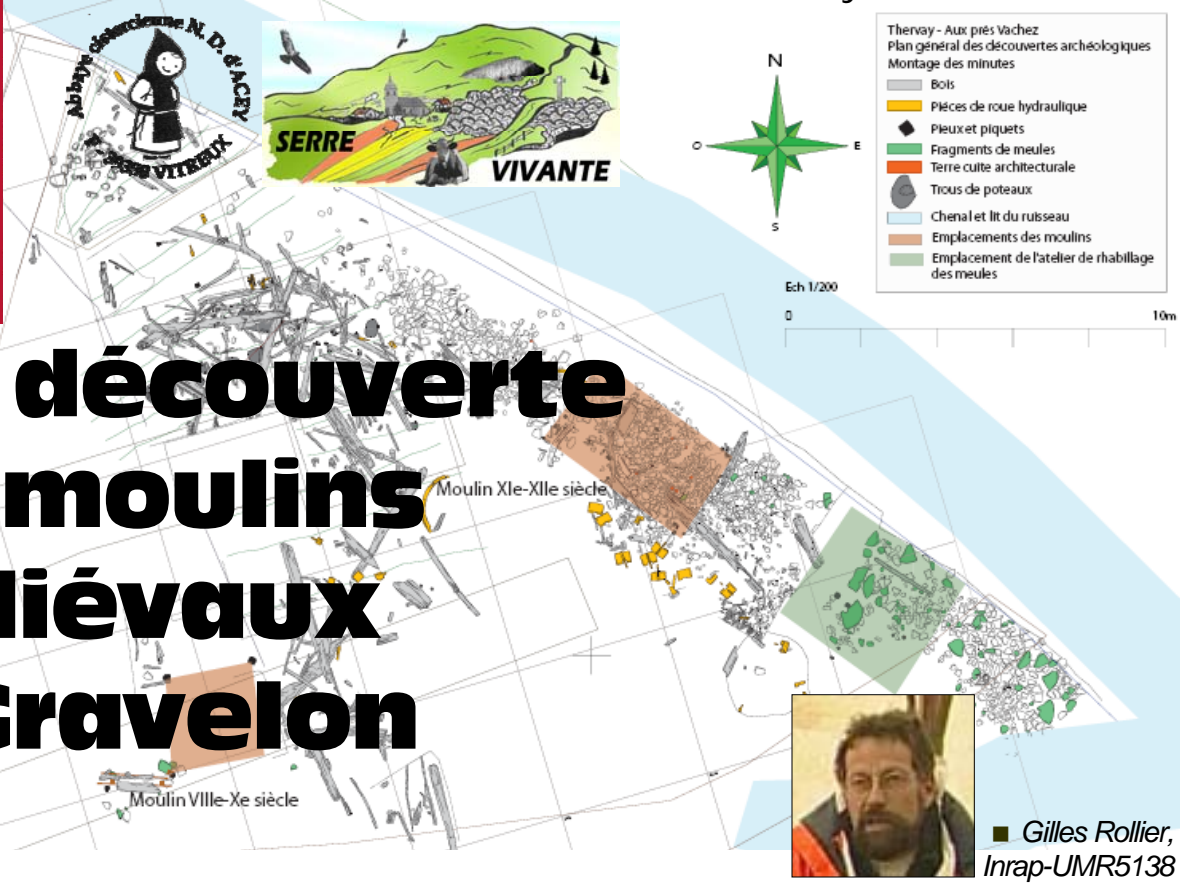 Abbaye cistercienne N. D. d'ACEY
VITREUX
SERRE
VIVANTE
N
O
E
S
Thervay - Aux prés Vachez
Plan général des découvertes archéologiques
Montage des minutes
Bois
Piéces de roue hydraulique
Pieux et piquets
Fragments de meules
Terre cuite architecturale
Trous de poteaux
Chenal et lit du ruisseau
Emplacements des moulins
Emplacement de l'atelier de rhabillage
des meules
Ech 1/200
0
10m
découverte
moulins
Moulin XIe-XIIe siècle
iévaux
ravelon
Moulin VIIIe-Xe siècle
■ Gilles Rollier,
Inrap-UMR5138